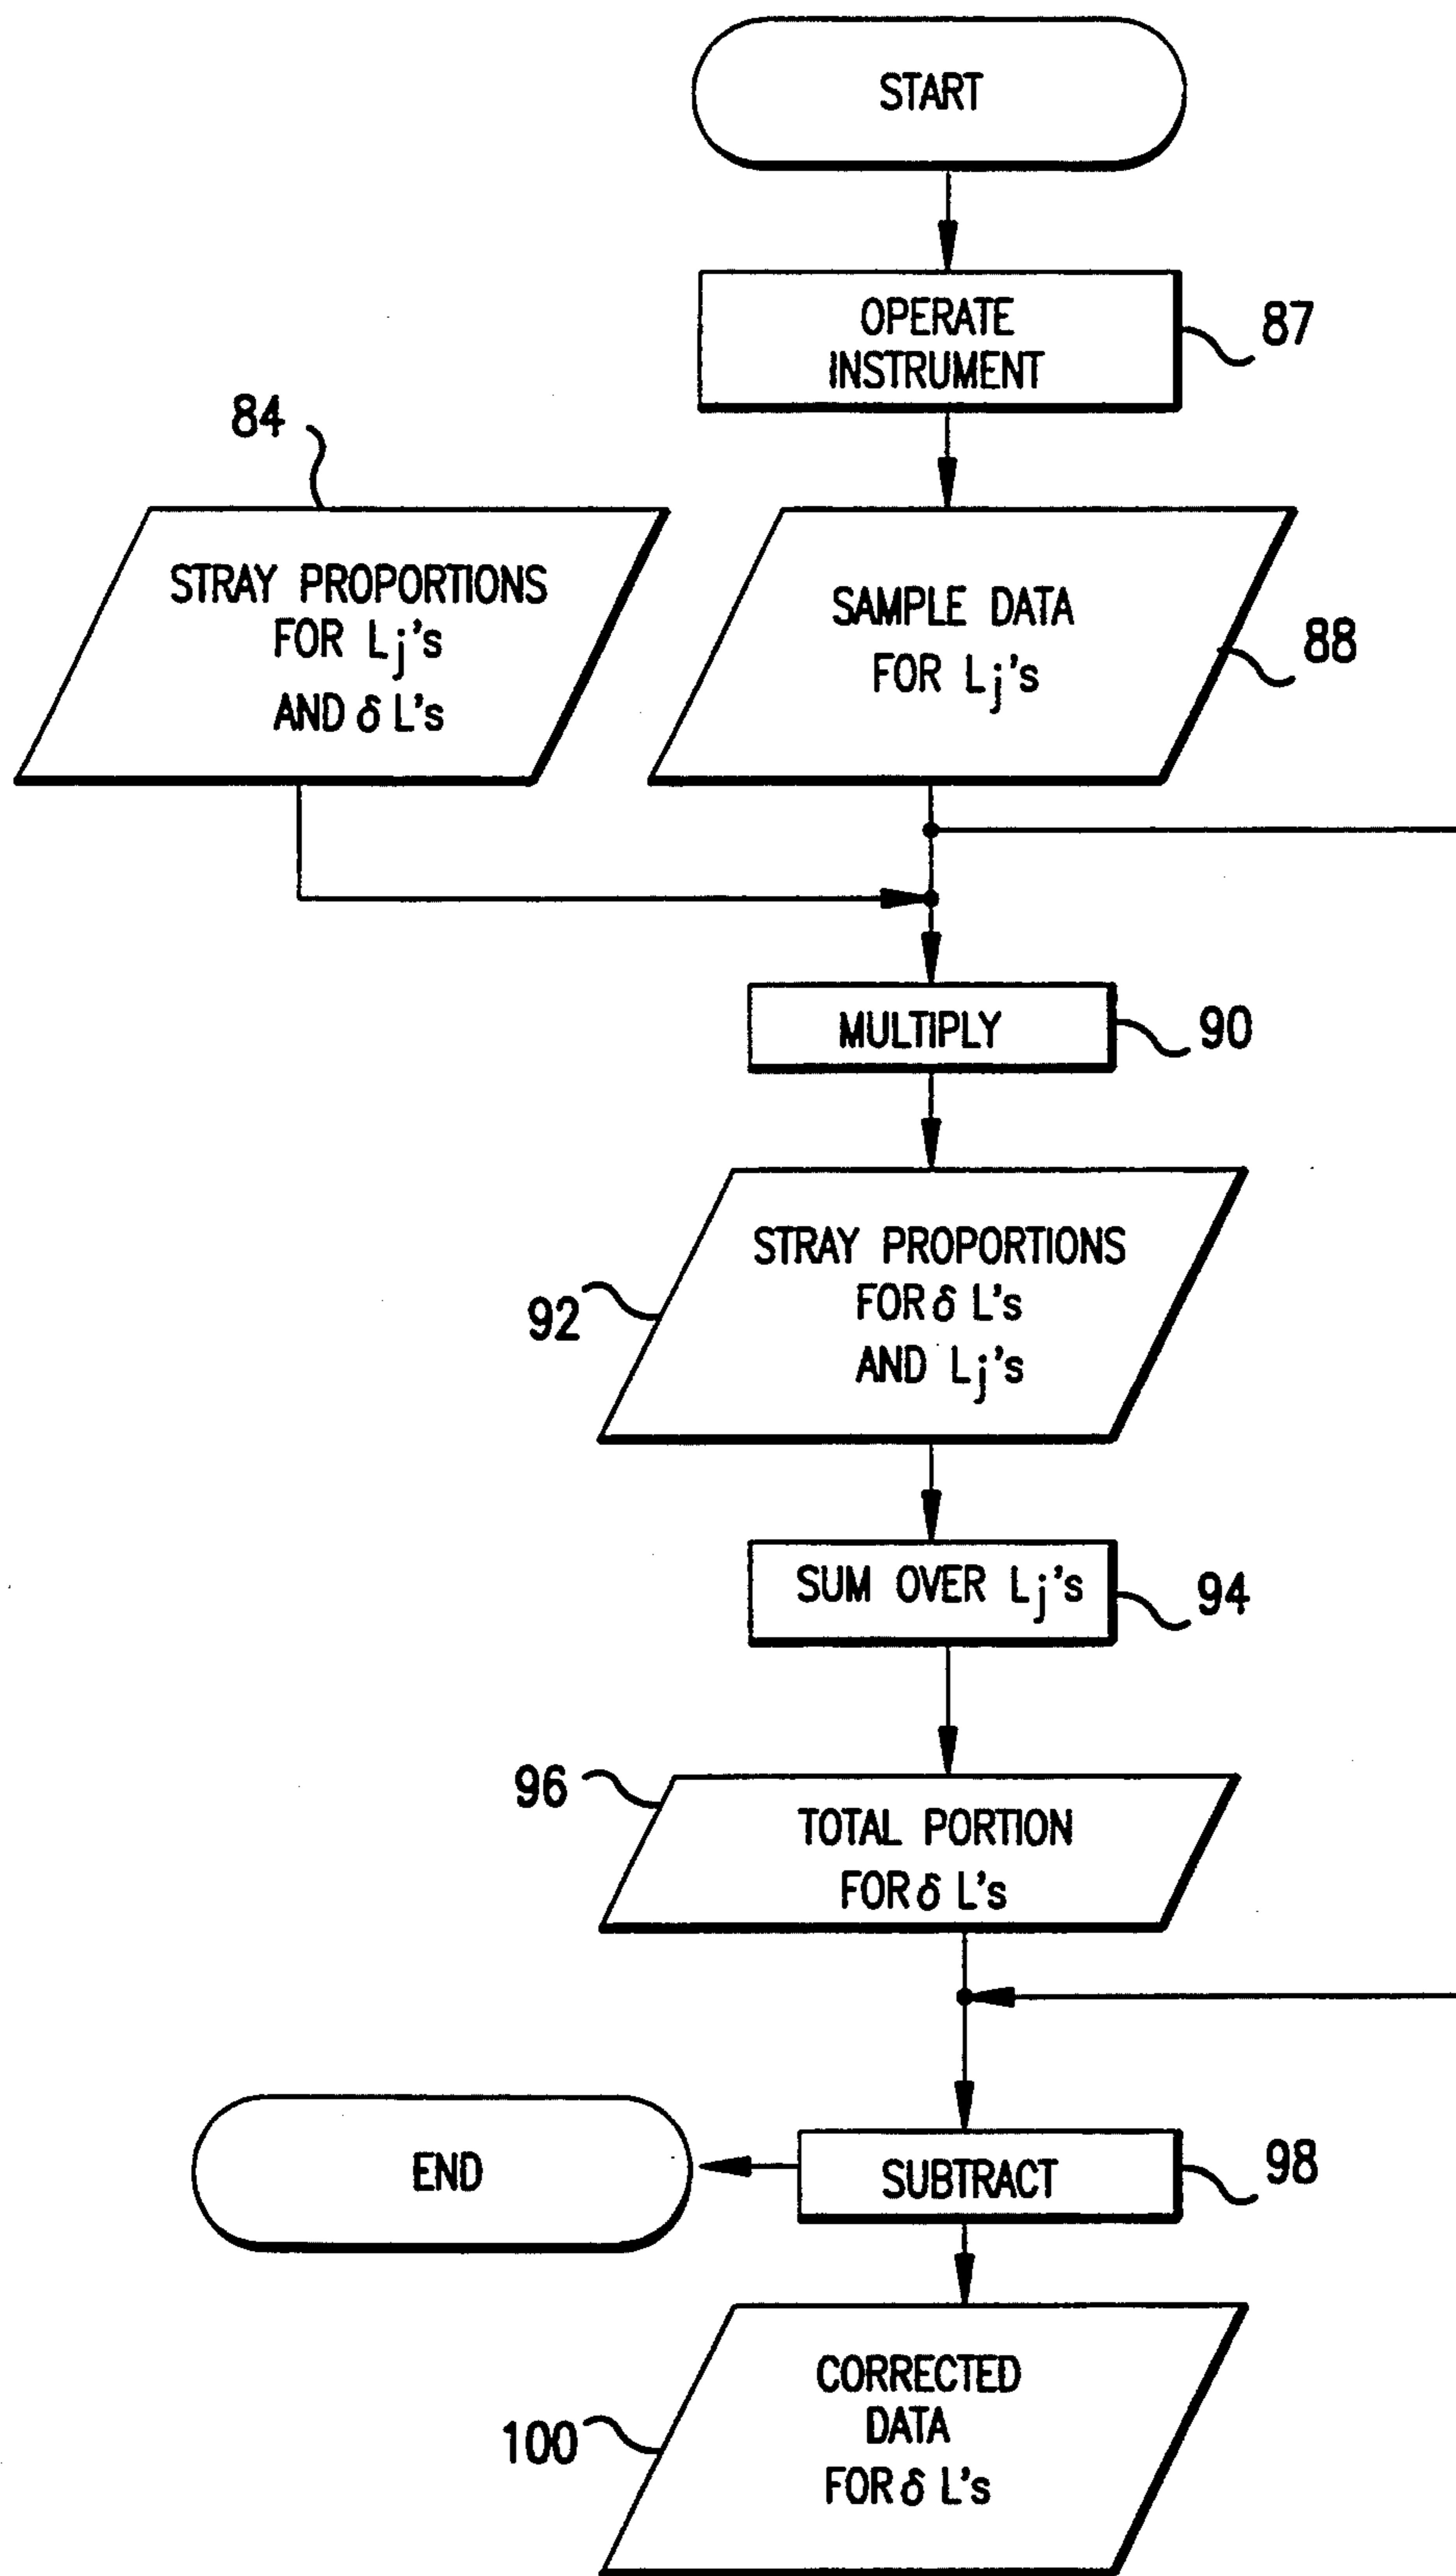 START
OPERATE
INSTRUMENT
87
84
STRAY PROPORTIONS
FOR Lj's
AND δ L's
SAMPLE DATA
FOR Lj's
88
MULTIPLY
90
STRAY PROPORTIONS
FOR δ L's
AND Lj's
92
SUM OVER Lj's
94
96
TOTAL PORTION
FOR δ L's
END
SUBTRACT
98
CORRECTED
DATA
FOR δ L's
100